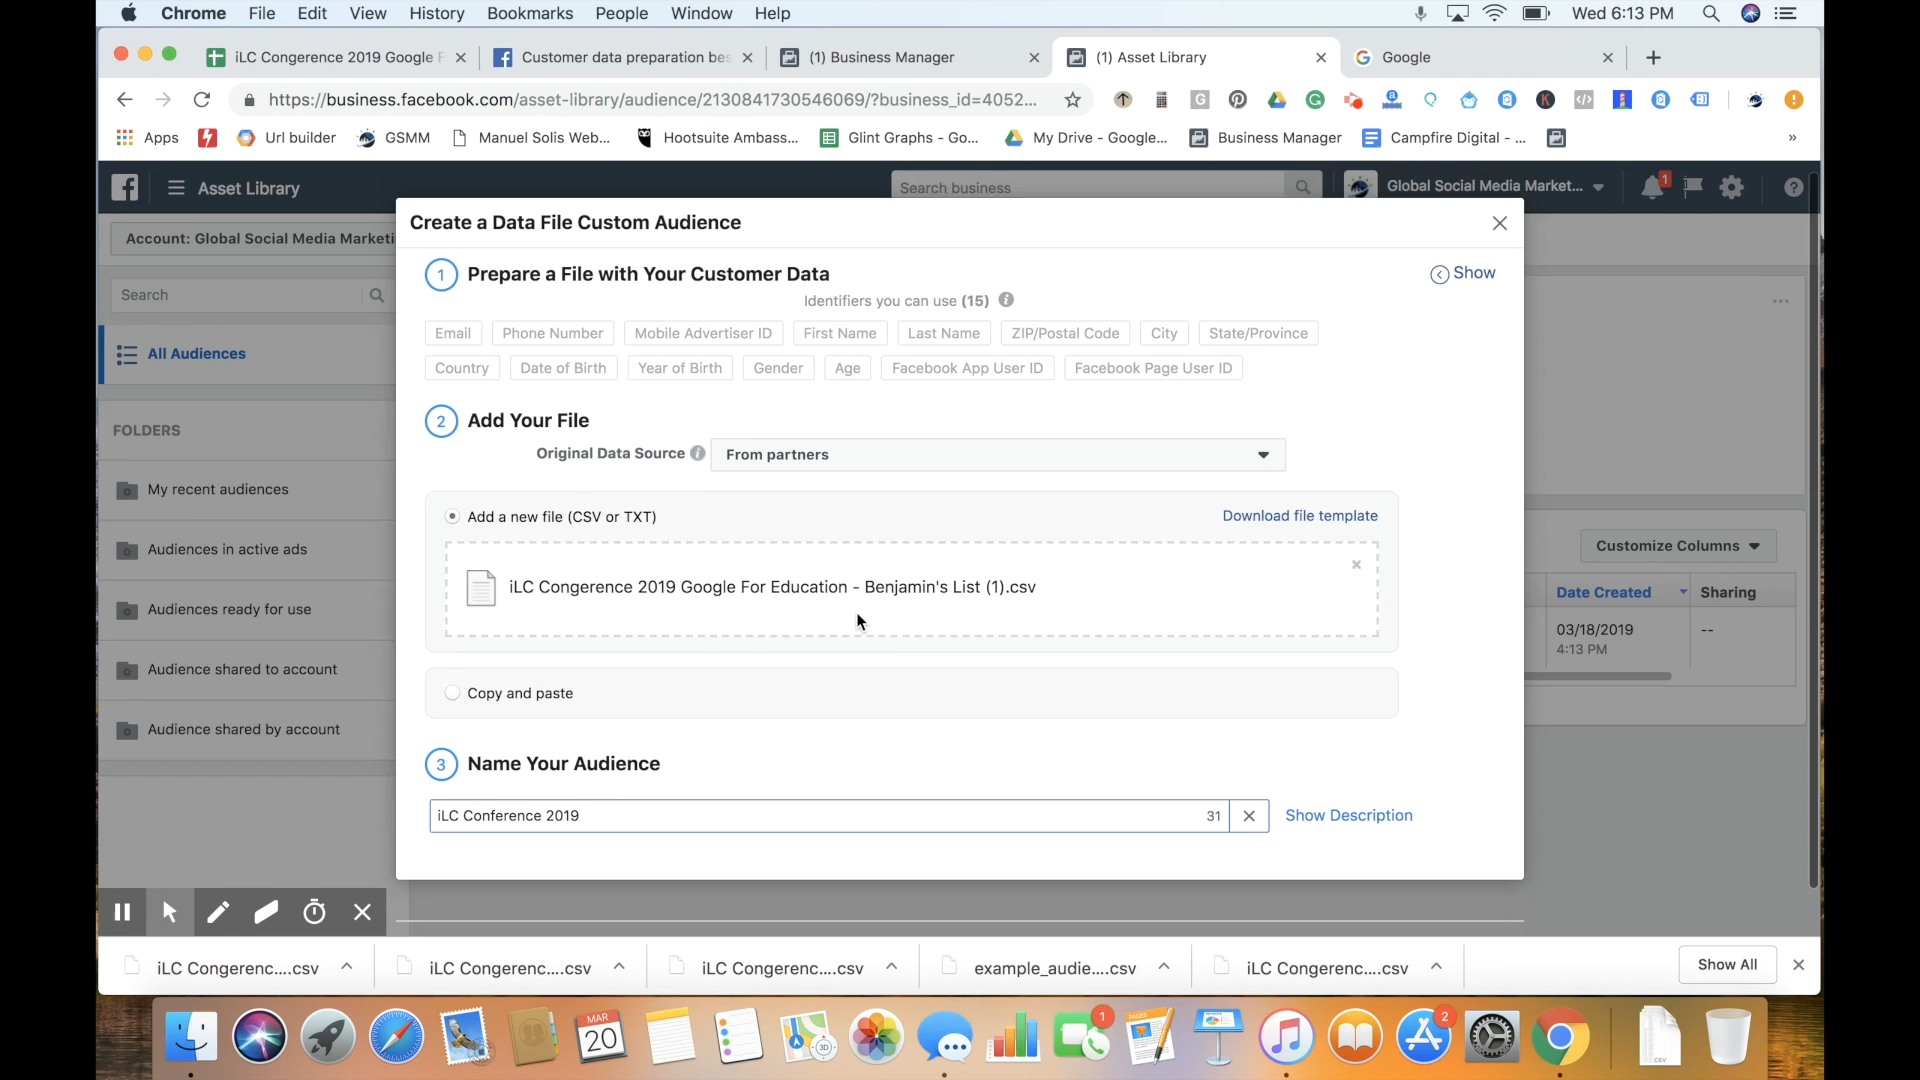 Chrome File Edit View History Bookmarks People Window Help Wed 6:13 PM
iLC Congerence 2019 Google F Customer data preparation bes (1) Business Manager (1) Asset Library Google
https://business.facebook.com/asset-library/audience/2130841730546069/?business_id=4052...
Apps Url builder GSMM Manuel Solis Web... Hootsuite Ambass... Glint Graphs - Go... My Drive - Google... Business Manager Campfire Digital - ... »
Asset Library Search business Global Social Media Market... 1
Account: Global Social Media Marketi
Create a Data File Custom Audience
1 Prepare a File with Your Customer Data Show
Identifiers you can use (15)
Search
Email Phone Number Mobile Advertiser ID First Name Last Name ZIP/Postal Code City State/Province
All Audiences
Country Date of Birth Year of Birth Gender Age Facebook App User ID Facebook Page User ID
FOLDERS
2 Add Your File
Original Data Source From partners
My recent audiences
Add a new file (CSV or TXT) Download file template
Audiences in active ads
Customize Columns
iLC Congerence 2019 Google For Education - Benjamin's List (1).csv
Date Created Sharing
Audiences ready for use
03/18/2019 --
4:13 PM
Audience shared to account
Copy and paste
Audience shared by account
3 Name Your Audience
iLC Conference 2019 31 Show Description
iLC Congerenc....csv iLC Congerenc....csv iLC Congerenc....csv example_audie....csv iLC Congerenc....csv Show All
MAR
20
3D
1
PAGES
2
CSV